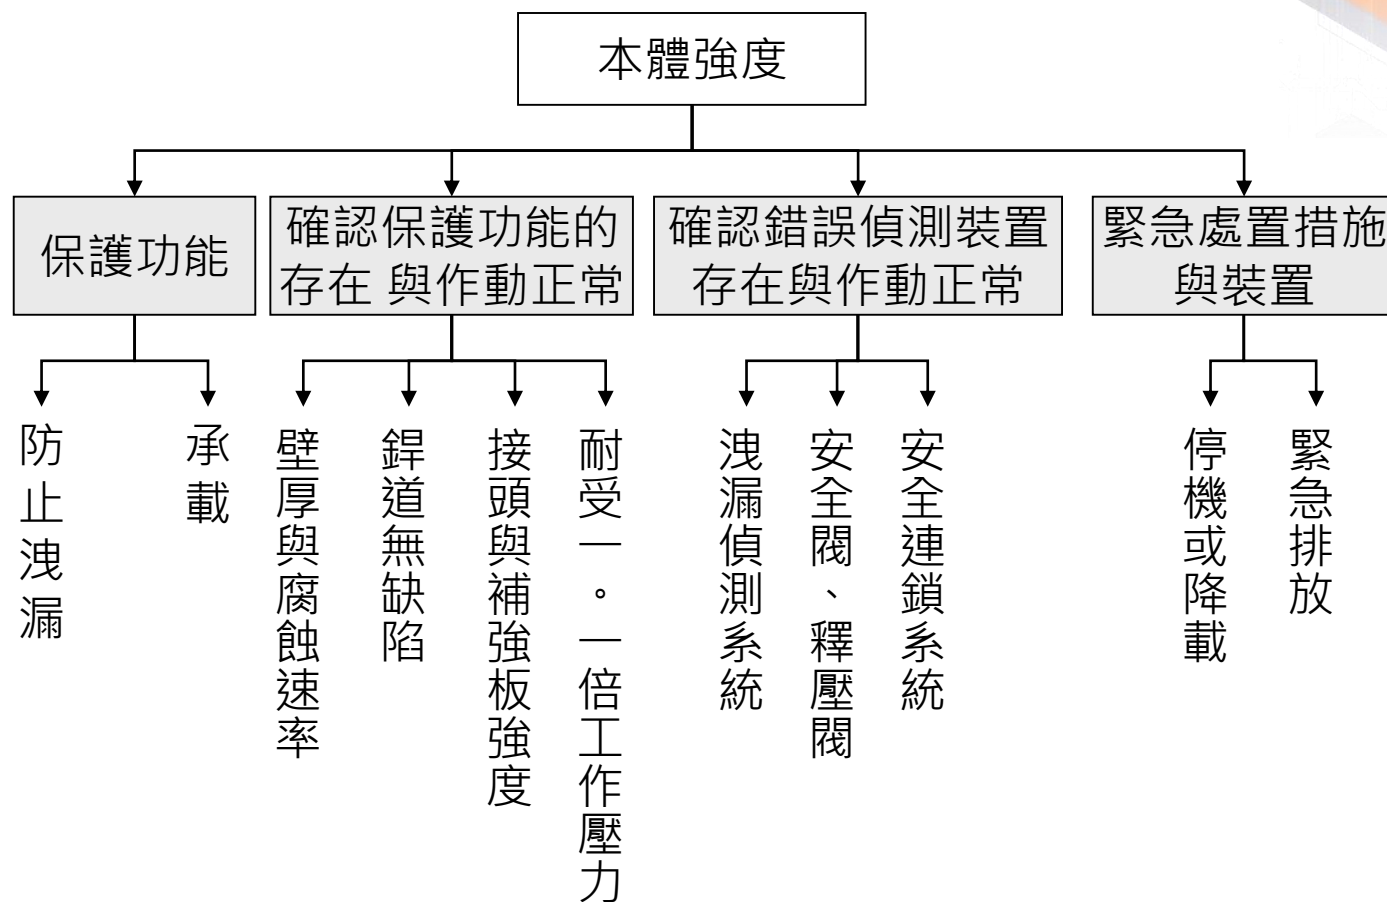 本體強度
保護功能
確認保護功能的
存在 與作動正常
確認錯誤偵測裝置
存在與作動正常
緊急處置措施
與裝置
防止洩漏
承載
壁厚與腐蝕速率
銲道無缺陷
接頭與補強板強度
耐受一。一倍工作壓力
洩漏偵測系統
安全閥、釋壓閥
安全連鎖系統
停機或降載
緊急排放